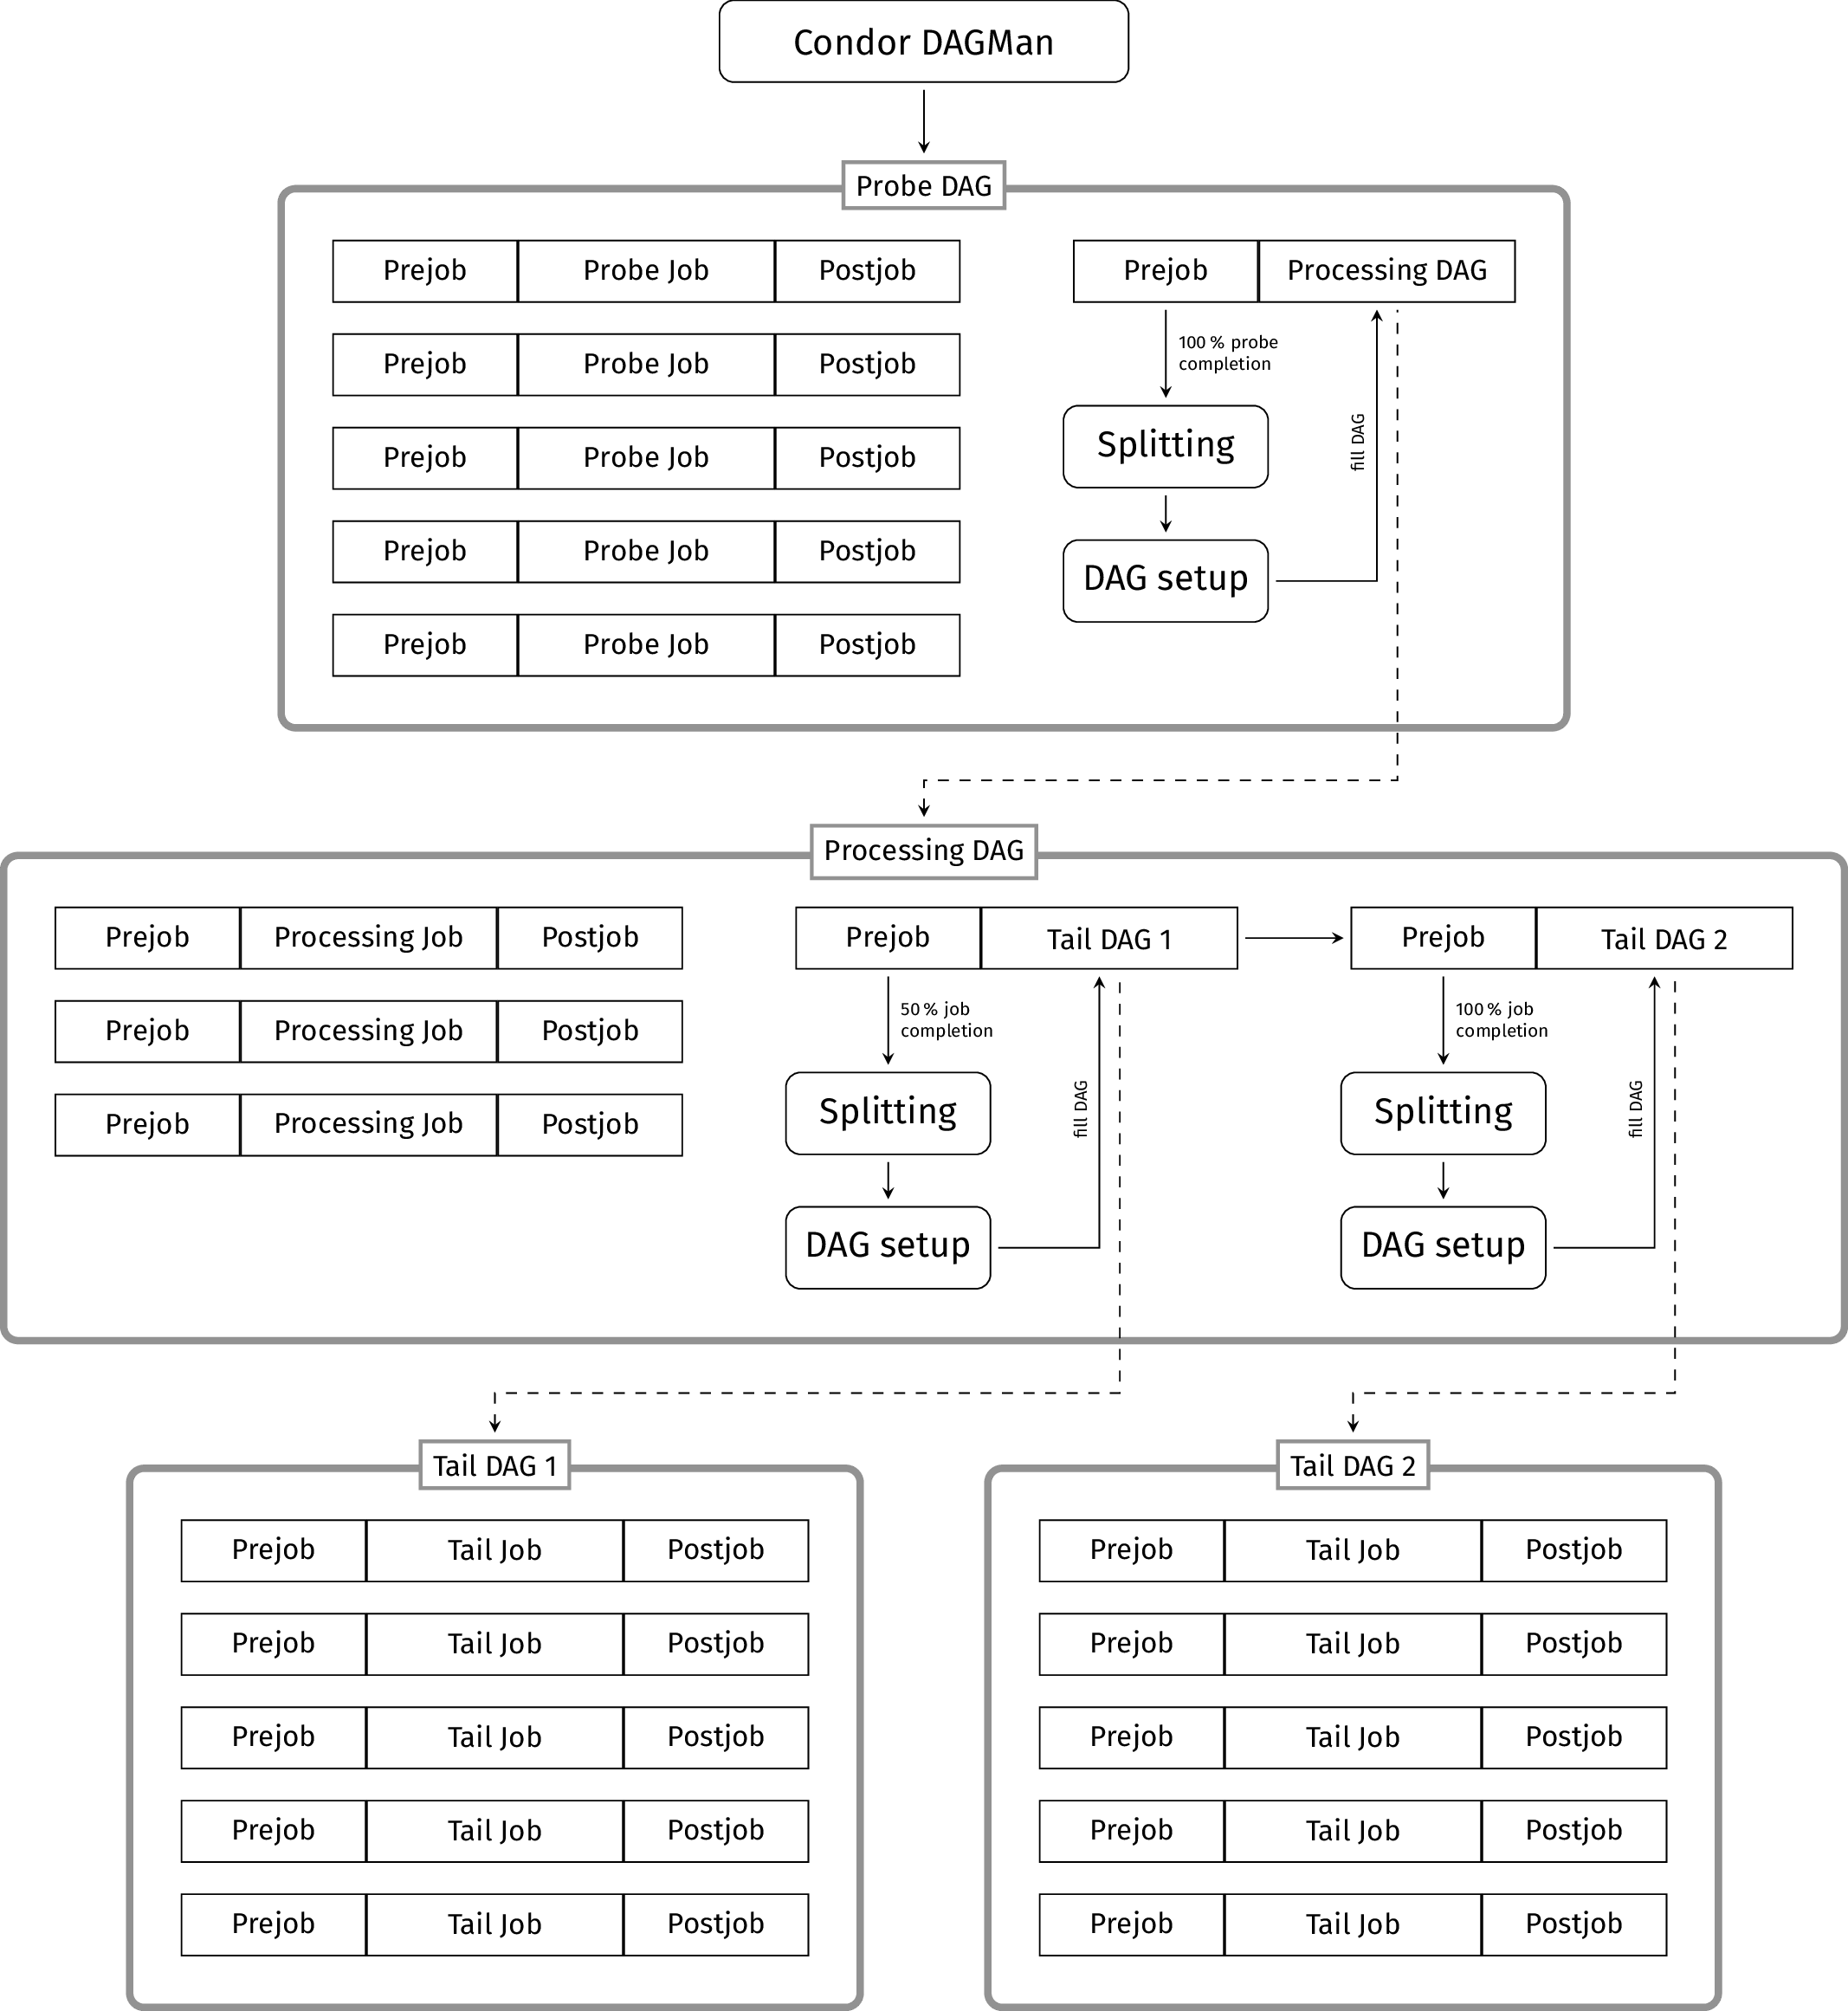 Condor DAGMan
Probe DAG
Prejob Probe Job Postjob
Prejob Probe Job Postjob
Prejob Probe Job Postjob
Prejob Probe Job Postjob
Prejob Probe Job Postjob
Prejob Processing DAG
100 % probe
completion
Splitting
DAG setup
fill DAG
Processing DAG
Prejob Processing Job Postjob
Prejob Processing Job Postjob
Prejob Processing Job Postjob
Prejob Tail DAG 1
50 % job
completion
Splitting
DAG setup
fill DAG
Prejob Tail DAG 2
100 % job
completion
Splitting
DAG setup
fill DAG
Tail DAG 1
Prejob Tail Job Postjob
Prejob Tail Job Postjob
Prejob Tail Job Postjob
Prejob Tail Job Postjob
Prejob Tail Job Postjob
Tail DAG 2
Prejob Tail Job Postjob
Prejob Tail Job Postjob
Prejob Tail Job Postjob
Prejob Tail Job Postjob
Prejob Tail Job Postjob